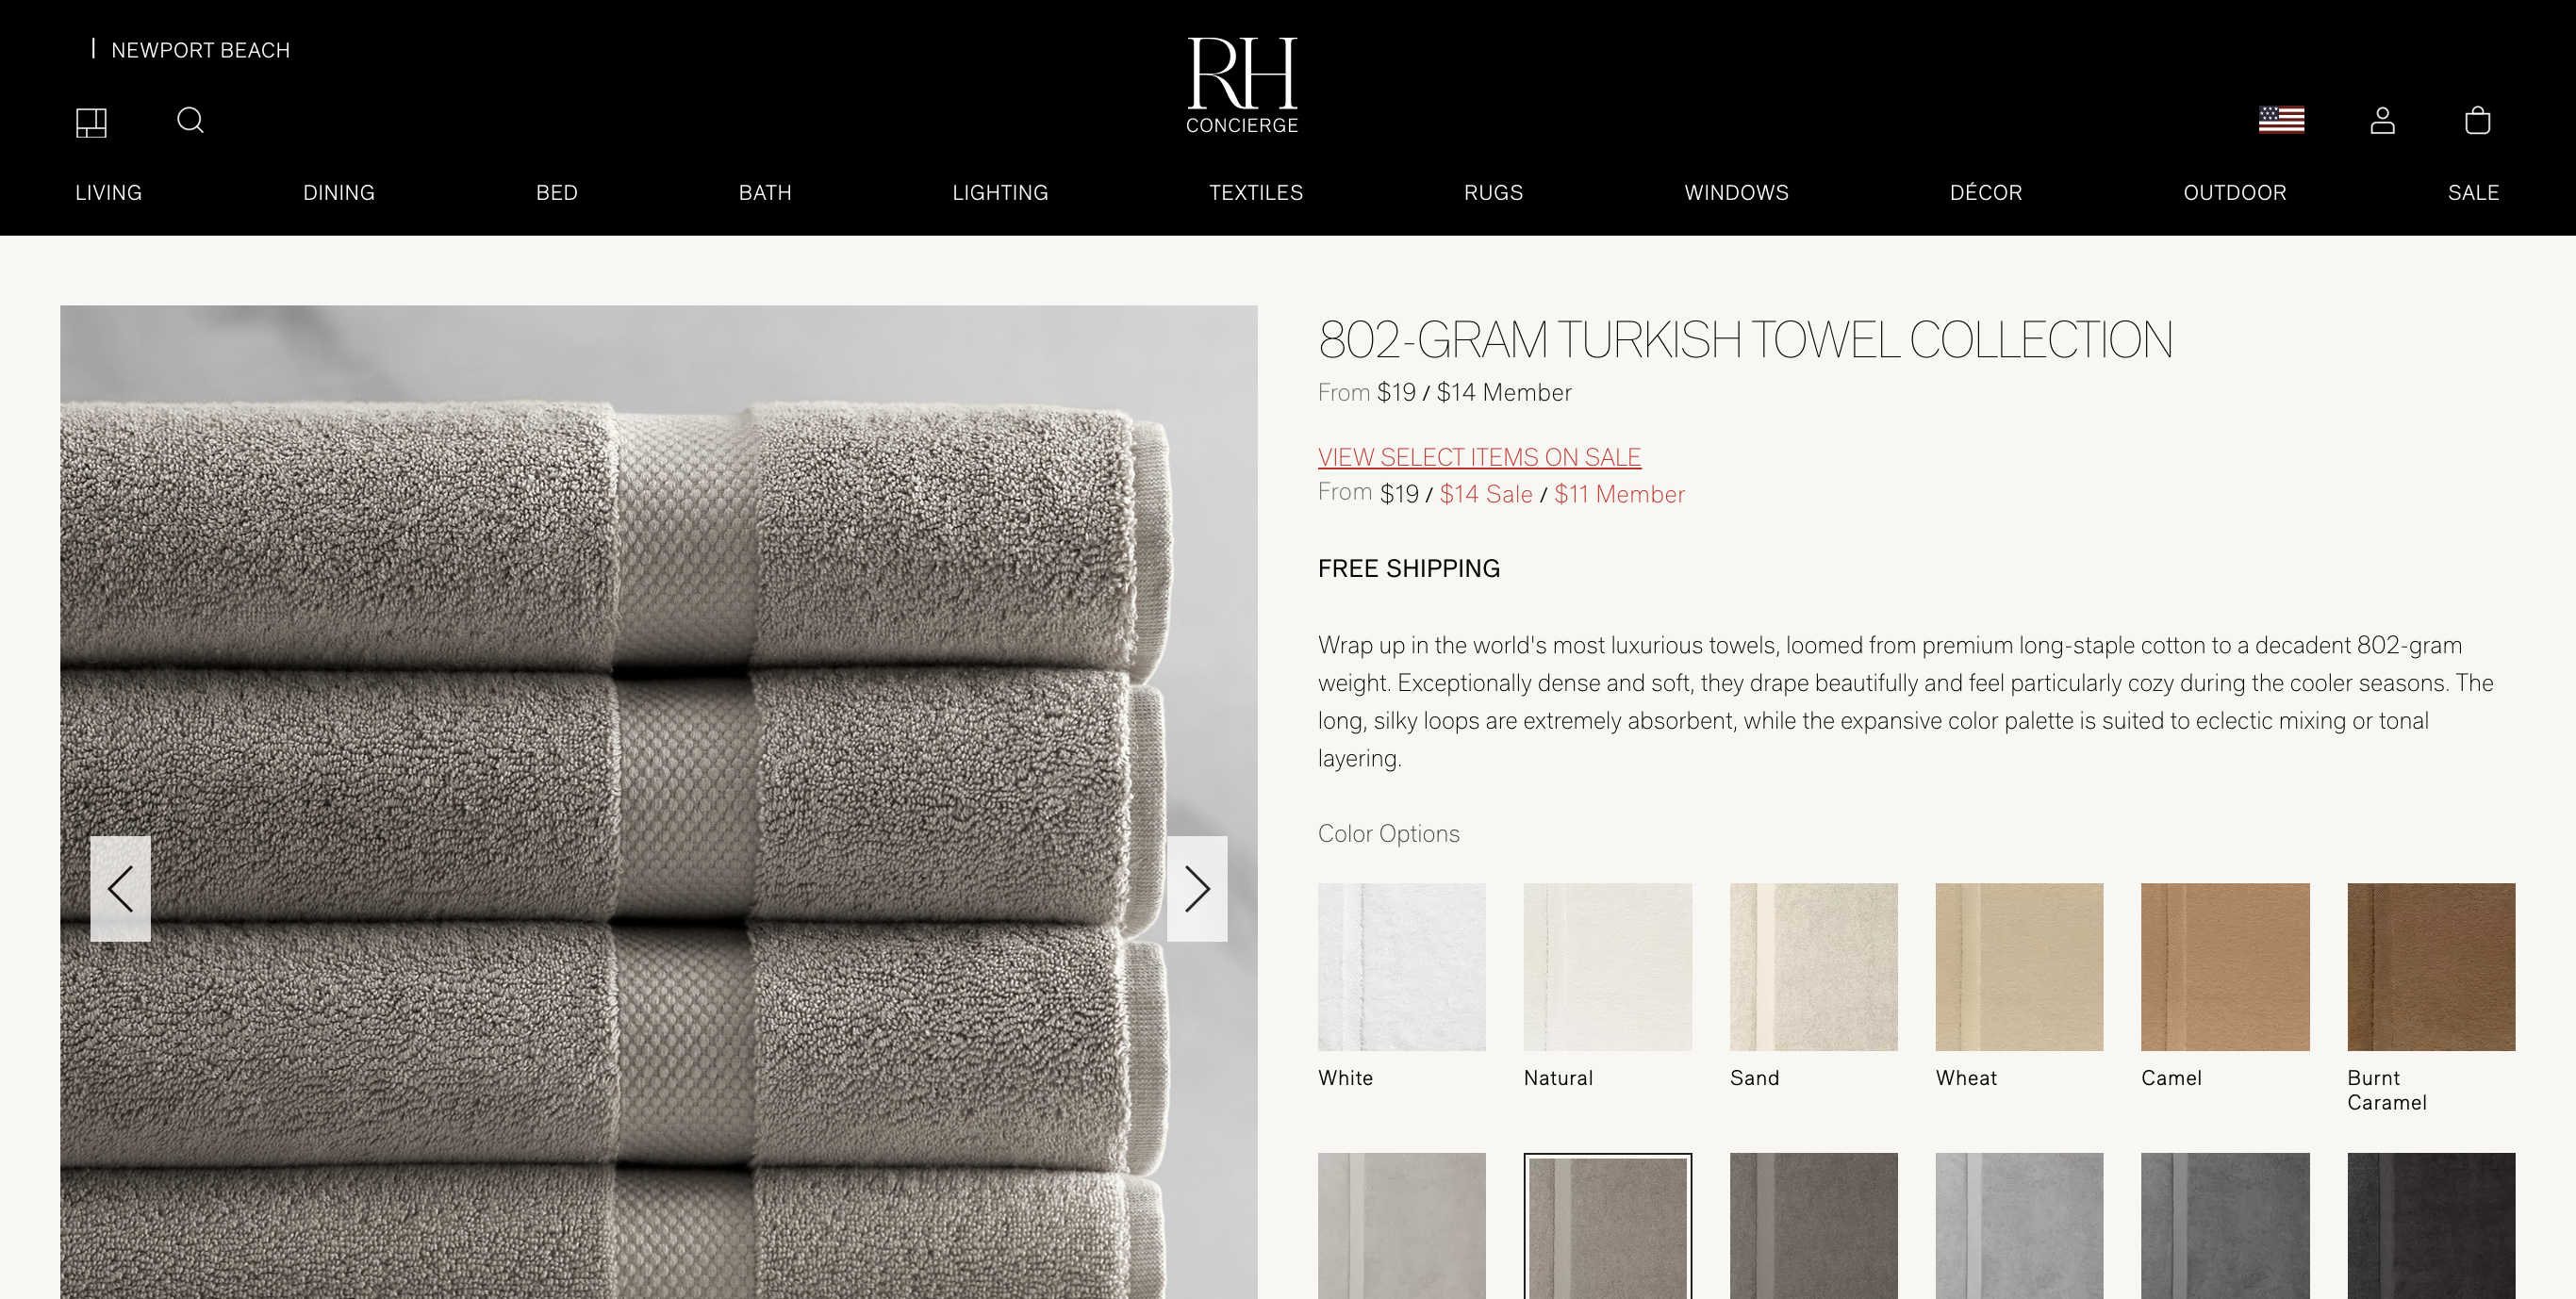 NEWPORT BEACH
RH
CONCIERGE
LIVING DINING BED BATH LIGHTING TEXTILES RUGS WINDOWS DÉCOR OUTDOOR SALE
802-GRAM TURKISH TOWEL COLLECTION
From $19 / $14 Member
VIEW SELECT ITEMS ON SALE
From $19 / $14 Sale / $11 Member
FREE SHIPPING
Wrap up in the world's most luxurious towels, loomed from premium long-staple cotton to a decadent 802-gram
weight. Exceptionally dense and soft, they drape beautifully and feel particularly cozy during the cooler seasons. The
long, silky loops are extremely absorbent, while the expansive color palette is suited to eclectic mixing or tonal
layering.
Color Options
White Natural Sand Wheat Camel Burnt
Caramel